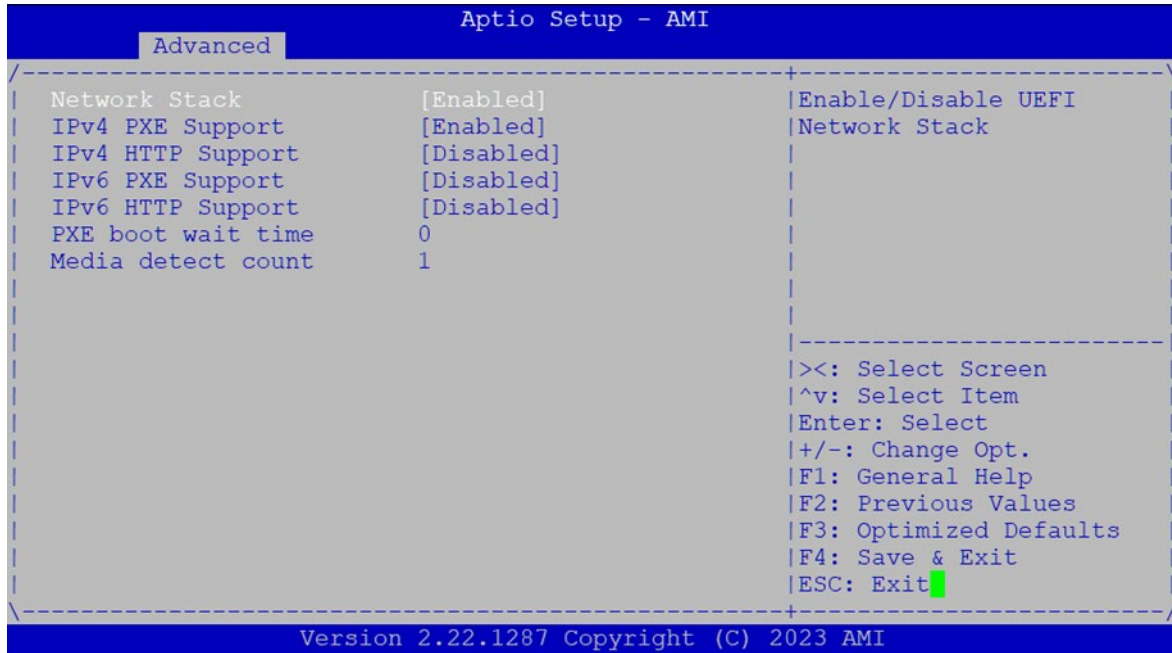 Aptio Setup - AMI
Advanced
Network Stack [Enabled]
IPv4 PXE Support [Enabled]
IPv4 HTTP Support [Disabled]
IPv6 PXE Support [Disabled]
IPv6 HTTP Support [Disabled]
PXE boot wait time 0
Media detect count 1
Enable/Disable UEFI
Network Stack
><: Select Screen
^v: Select Item
Enter: Select
+/-: Change Opt.
F1: General Help
F2: Previous Values
F3: Optimized Defaults
F4: Save & Exit
ESC: Exit
Version 2.22.1287 Copyright (C) 2023 AMI